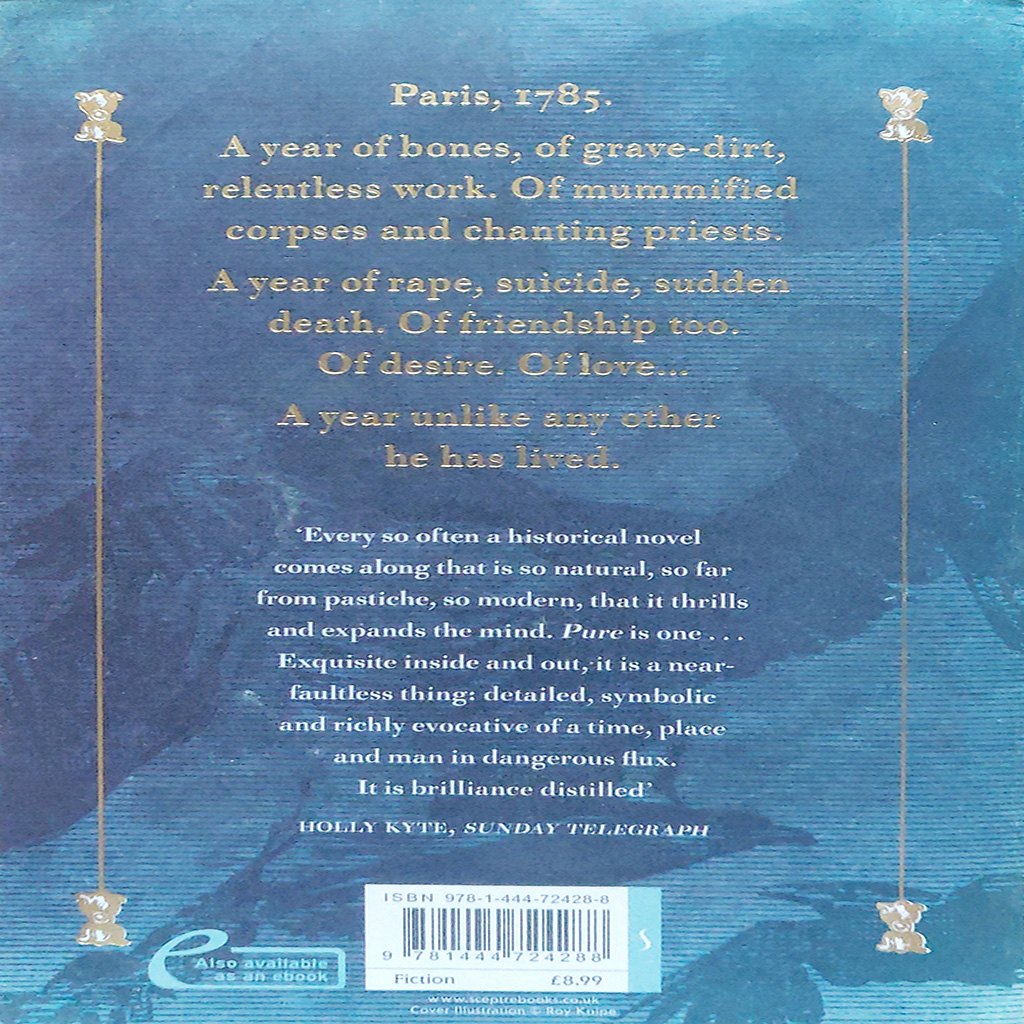 Paris, 1785.
A year of bones, of grave-dirt,
relentless work. Of mummified
corpses and chanting priests.
A year of rape, suicide, sudden
death. Of friendship too.
Of desire. Of love...
A year unlike any other
he has lived.
‘Every so often a historical novel
comes along that is so natural, so far
from pastiche, so modern, that it thrills
and expands the mind. Pure is one . . .
Exquisite inside and out, it is a near-
faultless thing: detailed, symbolic
and richly evocative of a time, place
and man in dangerous flux.
It is brilliance distilled’
HOLLY KYTE, SUNDAY TELEGRAPH
ISBN 978-1-444-72428-8
9 781444 724288
Fiction £8.99
S
e
Also available
as an ebook
www.sceptrebooks.co.uk
Cover Illustration © Roy Knipe